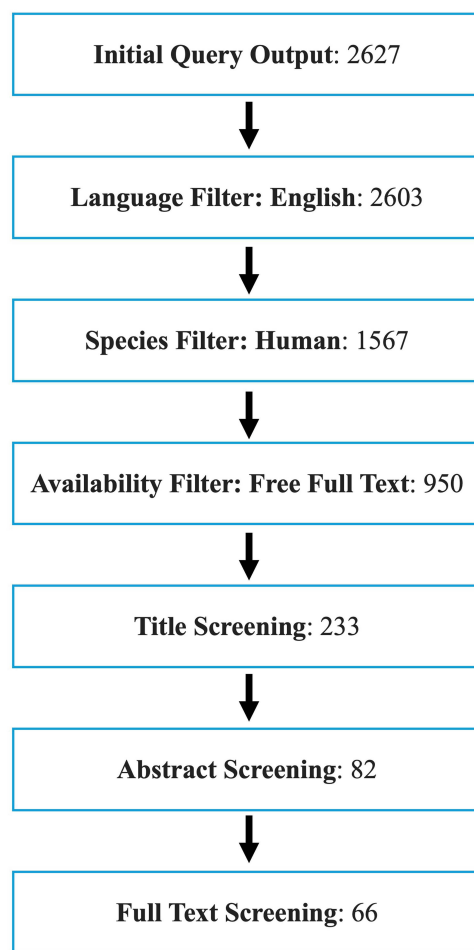 Initial Query Output: 2627
Language Filter: English: 2603
Species Filter: Human: 1567
Availability Filter: Free Full Text: 950
Title Screening: 233
Abstract Screening: 82
Full Text Screening: 66